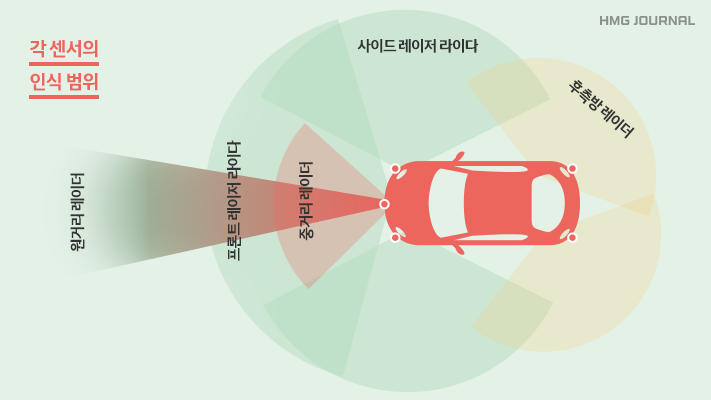 HMG JOURNAL
각 센서의
인식 범위
사이드 레이저 라이다
후측방 레이더
원거리 레이더
프론트 레이저 라이다
중거리 레이더